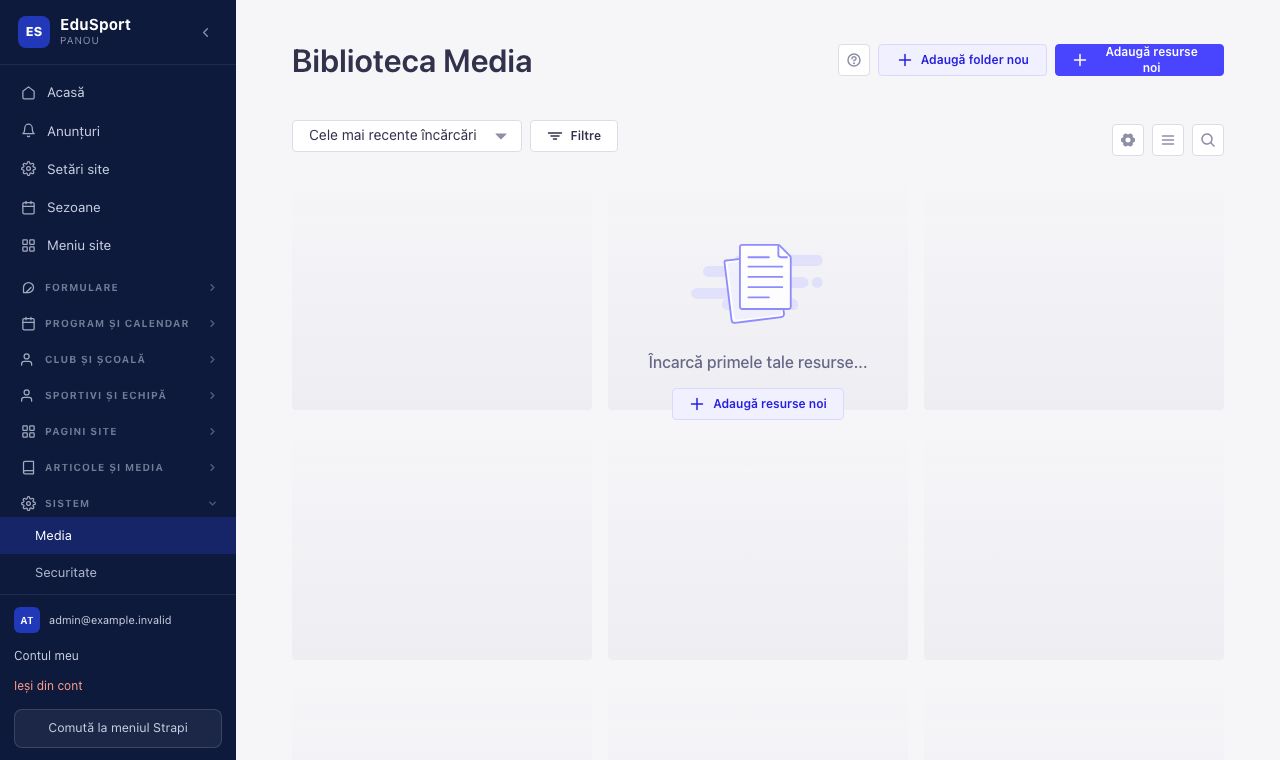 ES
EduSport
PANOU
Acasă
Anunțuri
Setări site
Sezoane
Meniu site
FORMULARE
PROGRAM ȘI CALENDAR
CLUB ȘI ȘCOALĂ
SPORTIVI ȘI ECHIPĂ
PAGINI SITE
ARTICOLE ȘI MEDIA
SISTEM
Media
Securitate
AT
admin@example.invalid
Contul meu
Ieși din cont
Comută la meniul Strapi
Biblioteca Media
Adaugă folder nou
Adaugă resurse
noi
Cele mai recente încărcări
Filtre
Încarcă primele tale resurse...
Adaugă resurse noi